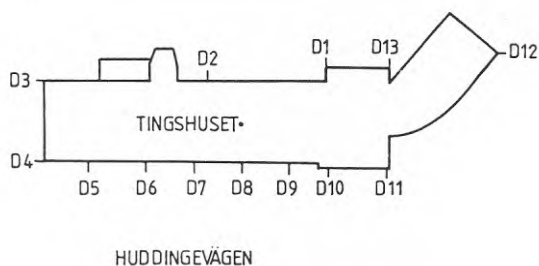 D1 D13
D2 D12
D3
TINGSHUSET
D4
D5 D6 D7 D8 D9 D10 D11
HUDDINGEVÄGEN